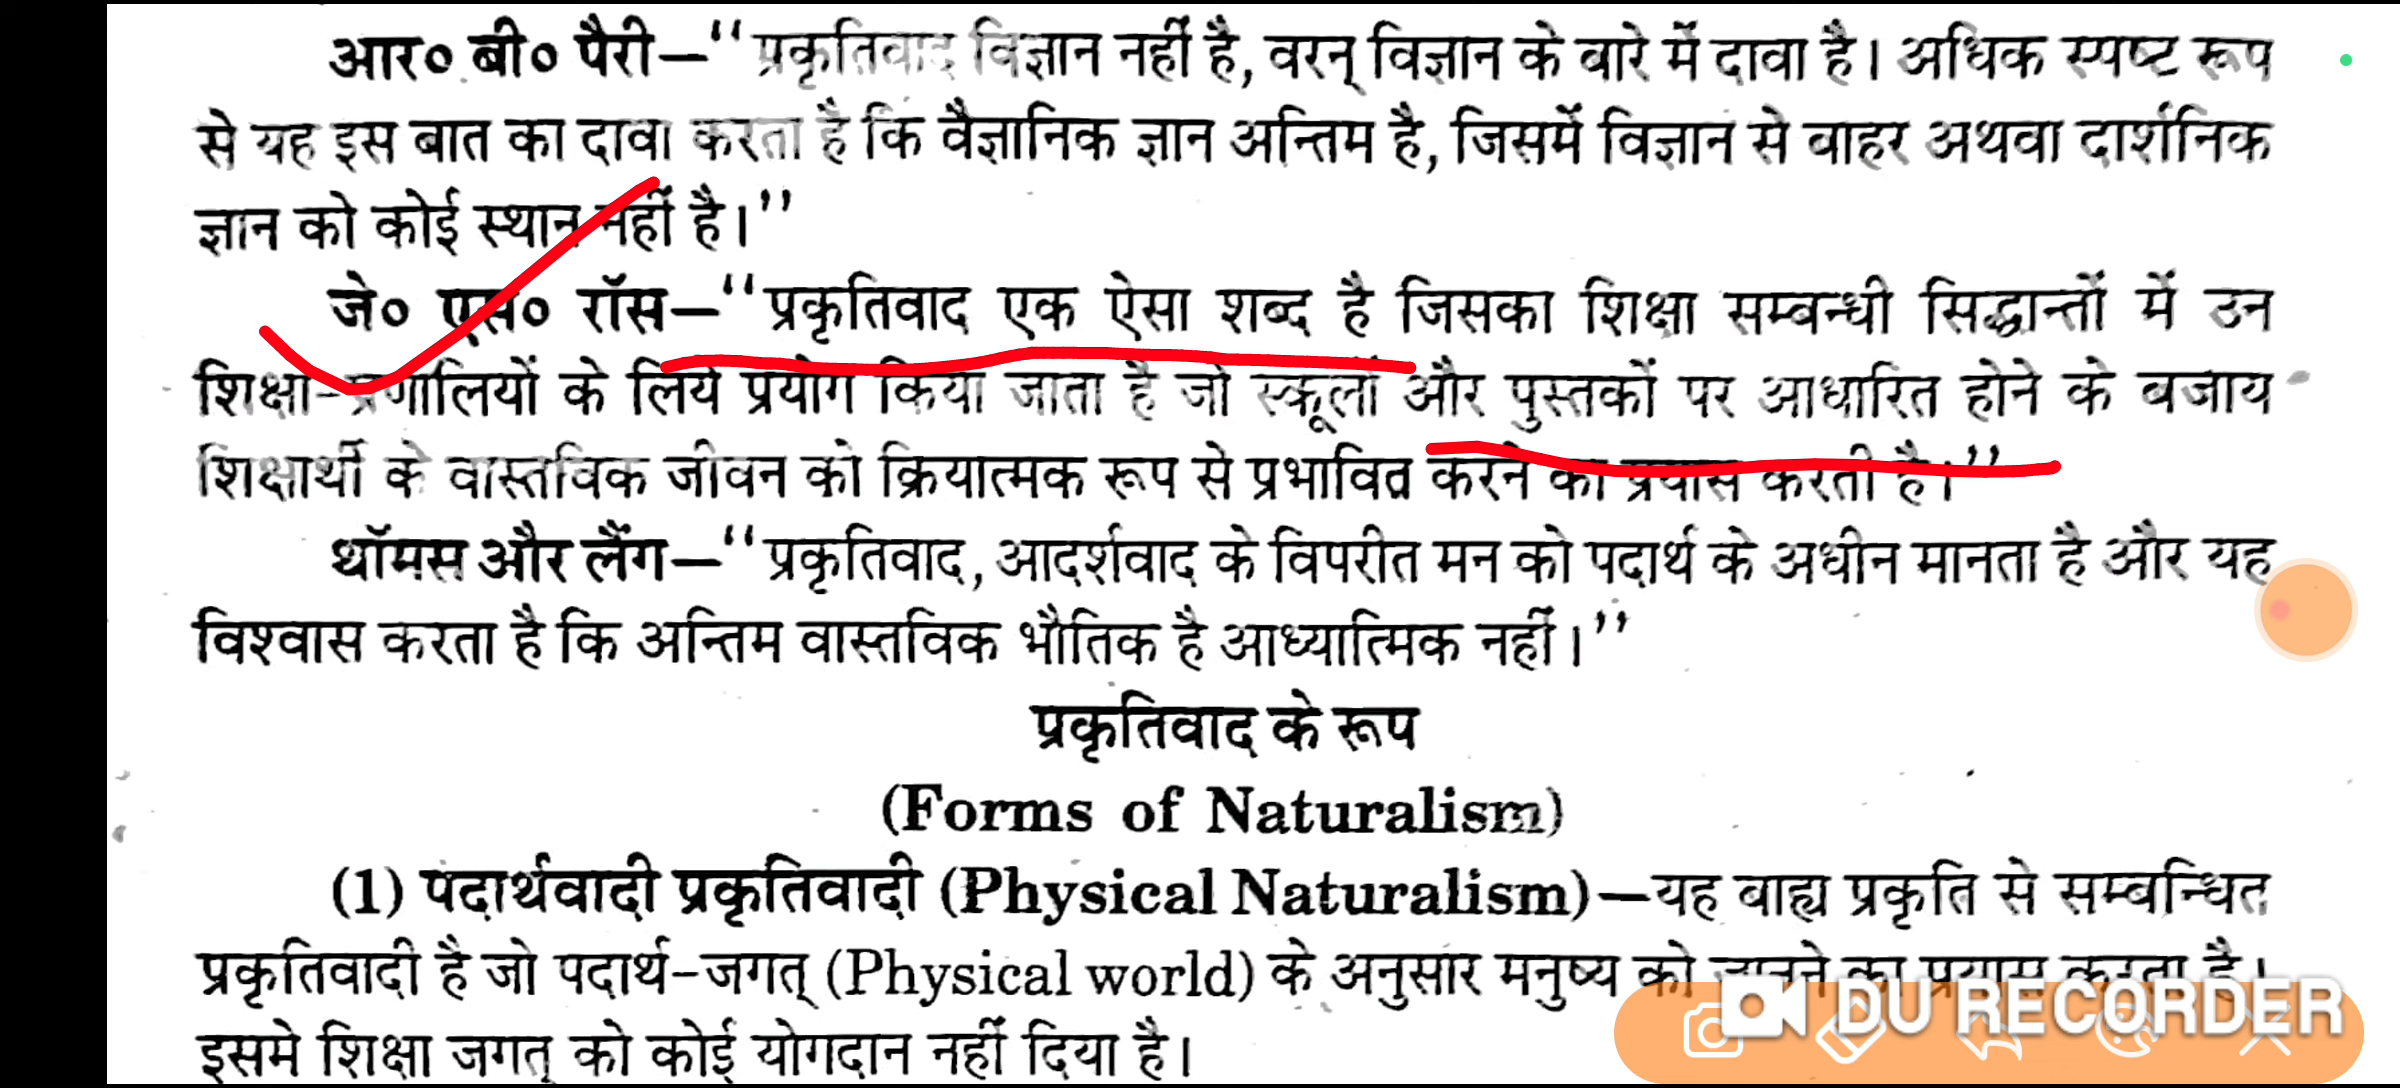 आर० बी० पैरी—‘‘प्रकृतिवाद विज्ञान नहीं है, वरन् विज्ञान के बारे में दावा है। अधिक स्पष्ट रूप
से यह इस बात का दावा करता है कि वैज्ञानिक ज्ञान अन्तिम है, जिसमें विज्ञान से बाहर अथवा दार्शनिक
ज्ञान को कोई स्थान नहीं है।’’
जे० एस० रॉस—‘‘प्रकृतिवाद एक ऐसा शब्द है जिसका शिक्षा सम्बन्धी सिद्धान्तों में उन
शिक्षा-प्रणालियों के लिये प्रयोग किया जाता है जो स्कूलों और पुस्तकों पर आधारित होने के बजाय
शिक्षार्थी के वास्तविक जीवन को क्रियात्मक रूप से प्रभावित करने का प्रयास करती है।’’
थॉमस और लैंग—‘‘प्रकृतिवाद, आदर्शवाद के विपरीत मन को पदार्थ के अधीन मानता है और यह
विश्वास करता है कि अन्तिम वास्तविक भौतिक है आध्यात्मिक नहीं।’’
प्रकृतिवाद के रूप
(Forms of Naturalism)
(1) पदार्थवादी प्रकृतिवादी (Physical Naturalism)—यह बाह्य प्रकृति से सम्बन्धित
प्रकृतिवादी है जो पदार्थ-जगत् (Physical world) के अनुसार मनुष्य को का प्रयास करता है।
इसमे शिक्षा जगत् को कोई योगदान नहीं दिया है।
DU RECORDER